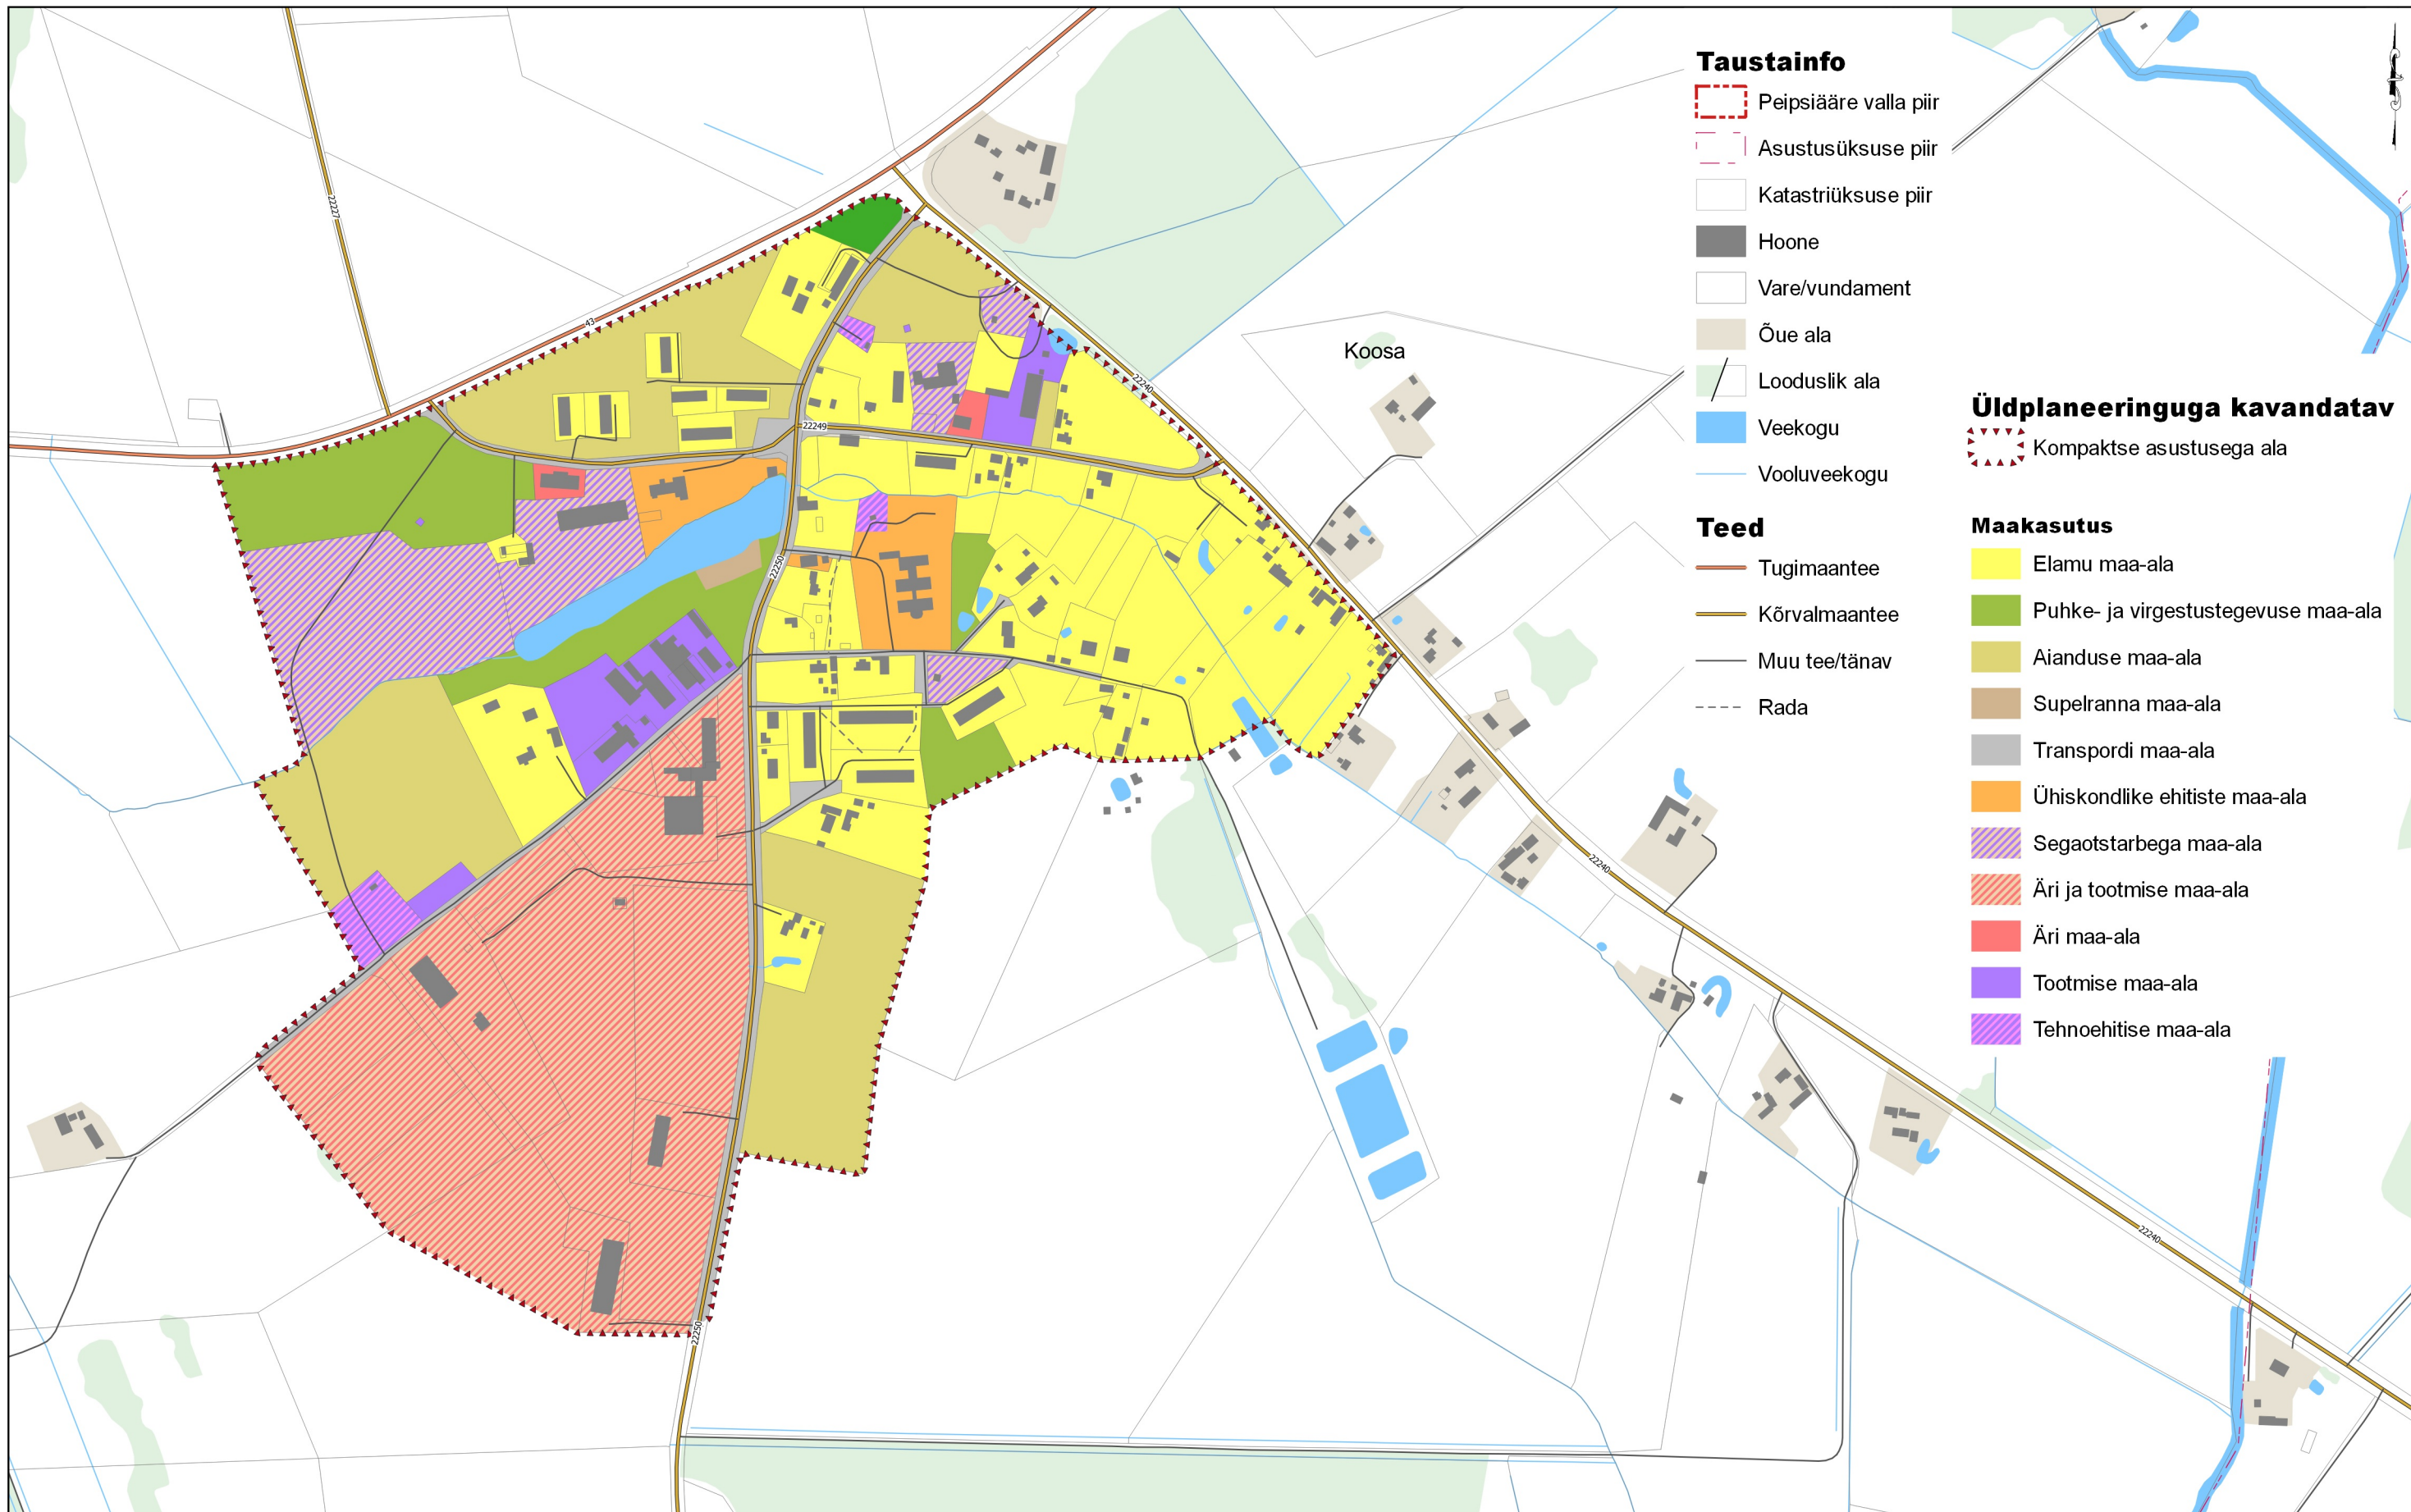 22227
43
22249
22240
22250
Koosa
22240
22240
22250
Taustainfo
Peipsiääre valla piir
Asustusüksuse piir
Katastriüksuse piir
Hoone
Vare/vundament
Õue ala
Looduslik ala
Veekogu
Vooluveekogu
Teed
Tugimaantee
Kõrvalmaantee
Muu tee/tänav
Rada
Üldplaneeringuga kavandatav
Kompaktse asustusega ala
Maakasutus
Elamu maa-ala
Puhke- ja virgestustegevuse maa-ala
Aianduse maa-ala
Supelranna maa-ala
Transpordi maa-ala
Ühiskondlike ehitiste maa-ala
Segaotstarbega maa-ala
Äri ja tootmise maa-ala
Äri maa-ala
Tootmise maa-ala
Tehnoehitise maa-ala